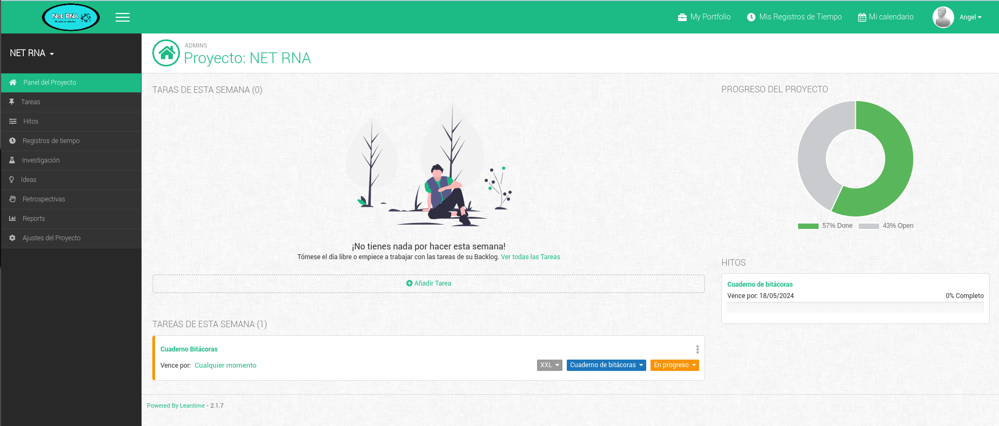 Net RNA
My Portfolio
Mis Registros de Tiempo
Mi calendario
Angel
NET RNA
Panel del Proyecto
Tareas
Hitos
Registros de tiempo
Investigación
Ideas
Retrospectivas
Reports
Ajustes del Proyecto
ADMINS
Proyecto: NET RNA
TARAS DE ESTA SEMANA (0)
¡No tienes nada por hacer esta semana!
Tómese el día libre o empiece a trabajar con las tareas de su Backlog. Ver todas las Tareas
Añadir Tarea
TAREAS DE ESTA SEMANA (1)
Cuaderno Bitácoras
Vence por: Cualquier momento
XXL
Cuaderno de bitácoras
En progreso
PROGRESO DEL PROYECTO
57% Done
43% Open
HITOS
Cuaderno de bitácoras
Vence por: 18/05/2024
0% Completo
Powered By Leantime - 2.1.7